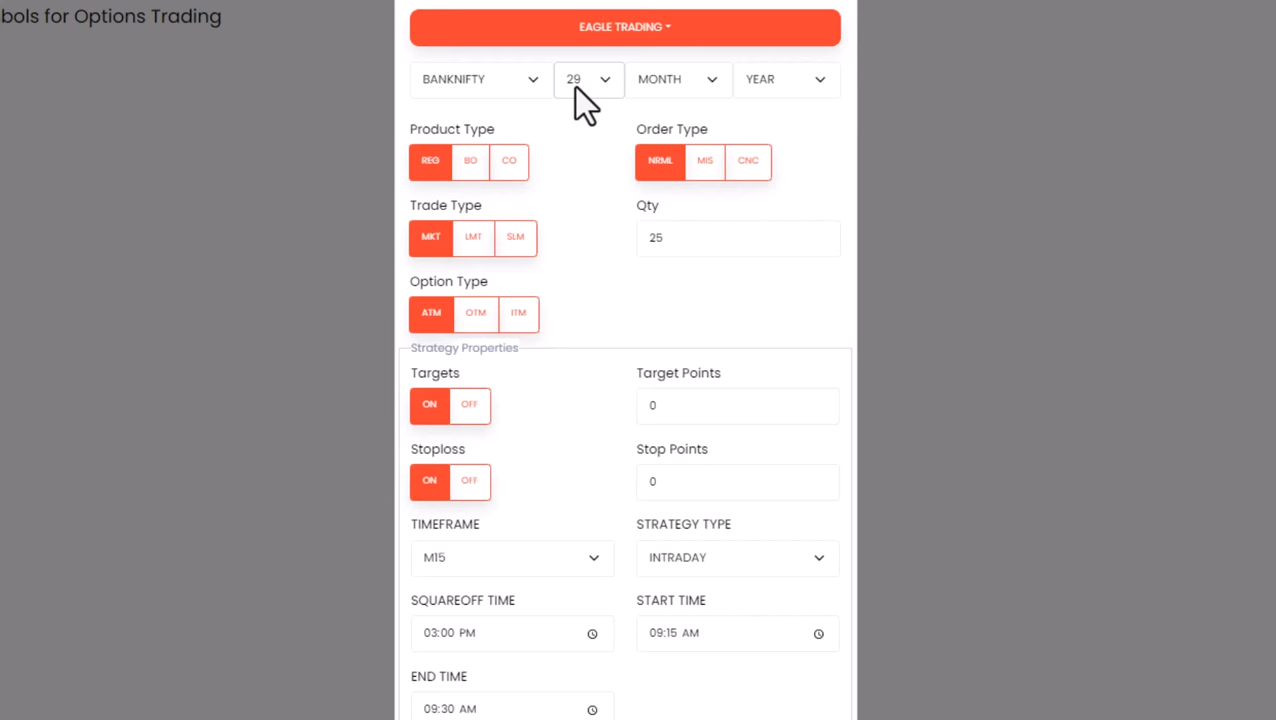 bols for Options Trading
EAGLE TRADING
BANKNIFTY 29 MONTH YEAR
Product Type Order Type
REG BO CO NRML MIS CNC
Trade Type Qty
MKT LMT SLM 25
Option Type
ATM OTM ITM
Strategy Properties
Targets Target Points
ON OFF 0
Stoploss Stop Points
ON OFF 0
TIMEFRAME STRATEGY TYPE
M15 INTRADAY
SQUAREOFF TIME START TIME
03:00 PM 09:15 AM
END TIME
09:30 AM